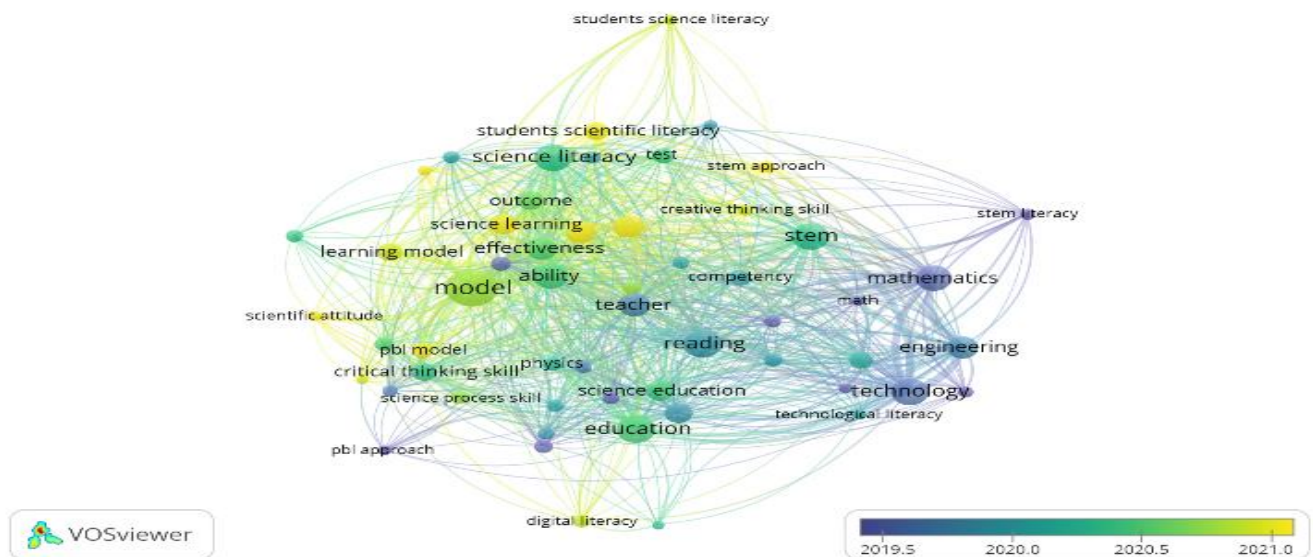 students science literacy
students scientific literacy
science literacy
test
stem approach
outcome
creative thinking skill
stem literacy
science learning
stem
learning model
effectiveness
model
ability
competency
mathematics
teacher
math
scientific attitude
reading
engineering
pbl model
physics
critical thinking skill
science education
technology
science process skill
technological literacy
education
pbl approach
digital literacy
VOSviewer
2019.5 2020.0 2020.5 2021.0